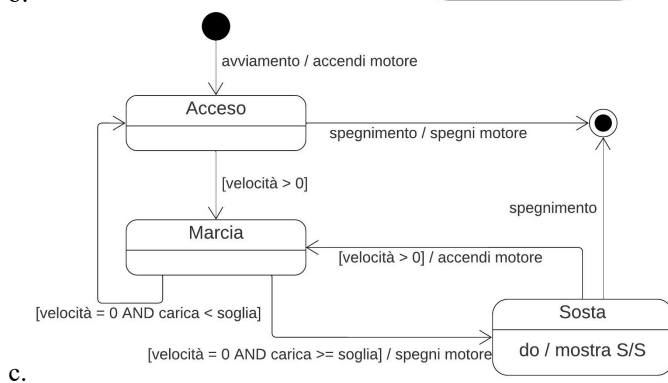 avviamento / accendi motore
Acceso
spegnimento / spegni motore
[velocità > 0]
spegnimento
Marcia
[velocità > 0] / accendi motore
[velocità = 0 AND carica < soglia]
Sosta
do / mostra S/S
[velocità = 0 AND carica >= soglia] / spegni motore
c.